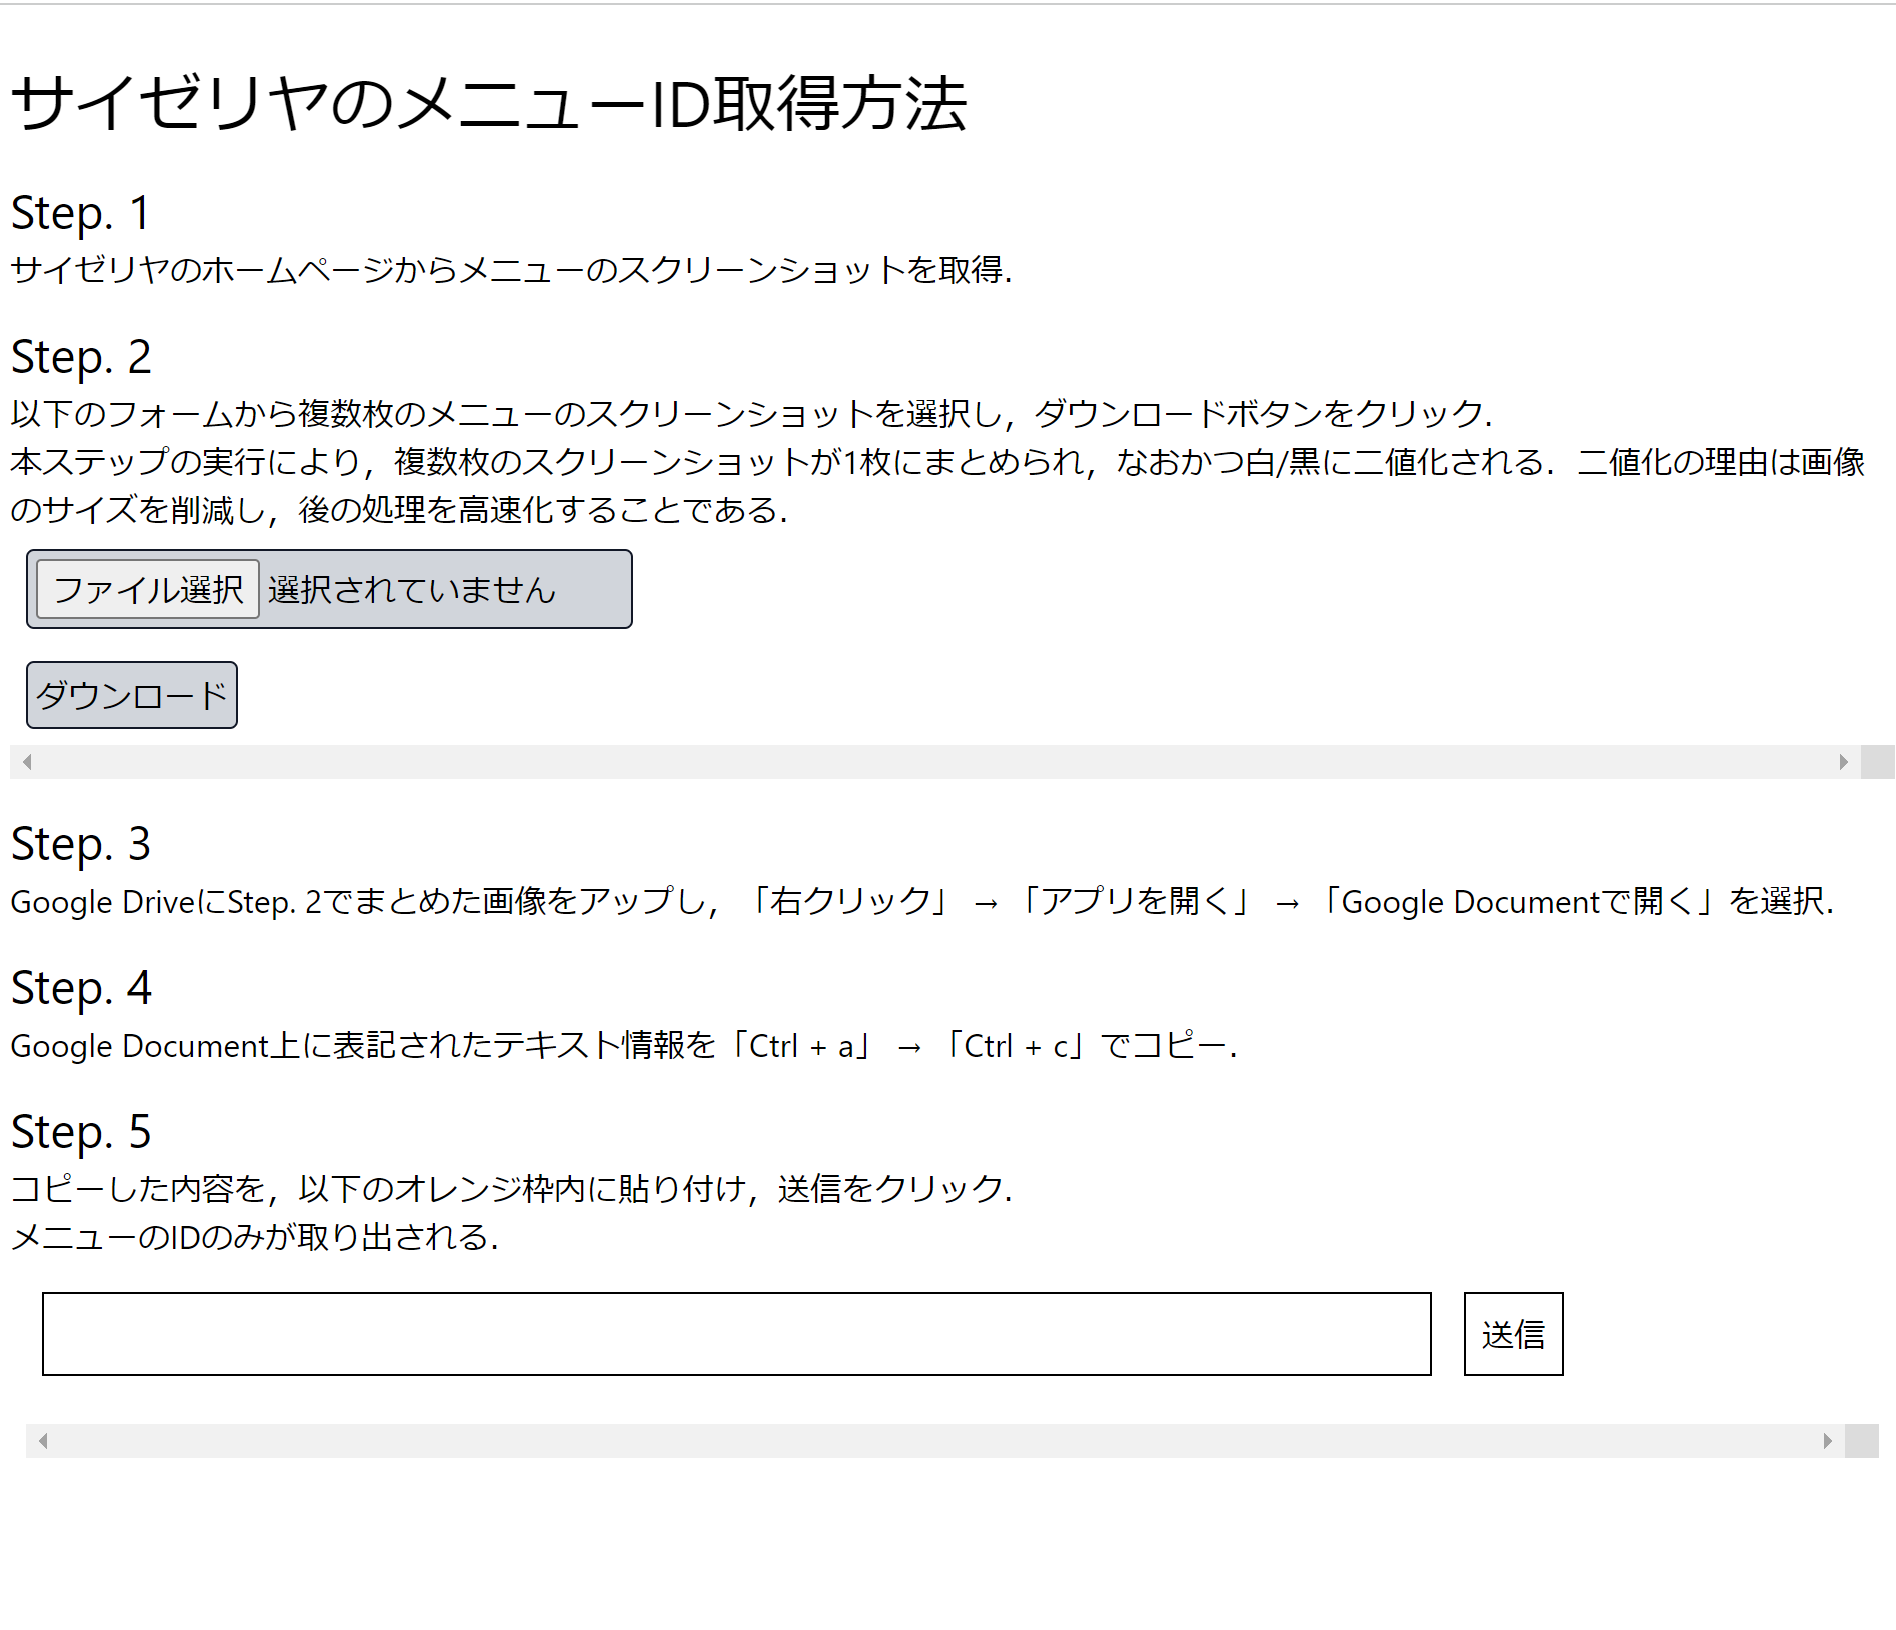 サイゼリヤのメニューID取得方法
Step. 1
サイゼリヤのホームページからメニューのスクリーンショットを取得．
Step. 2
以下のフォームから複数枚のメニューのスクリーンショットを選択し，ダウンロードボタンをクリック．
本ステップの実行により，複数枚のスクリーンショットが1枚にまとめられ，なおかつ白/黒に二値化される．二値化の理由は画像
のサイズを削減し，後の処理を高速化することである．
ファイル選択 選択されていません
ダウンロード
Step. 3
Google DriveにStep. 2でまとめた画像をアップし，「右クリック」 → 「アプリを開く」 → 「Google Documentで開く」を選択．
Step. 4
Google Document上に表記されたテキスト情報を「Ctrl + a」 → 「Ctrl + c」でコピー．
Step. 5
コピーした内容を，以下のオレンジ枠内に貼り付け，送信をクリック．
メニューのIDのみが取り出される．
送信